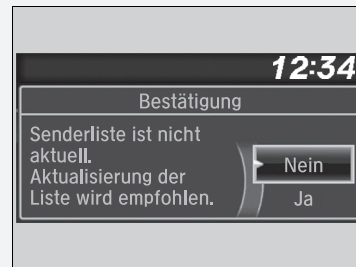 12:34
Bestätigung
Senderliste ist nicht
aktuell.
Aktualisierung der
Liste wird empfohlen.
Nein
Ja